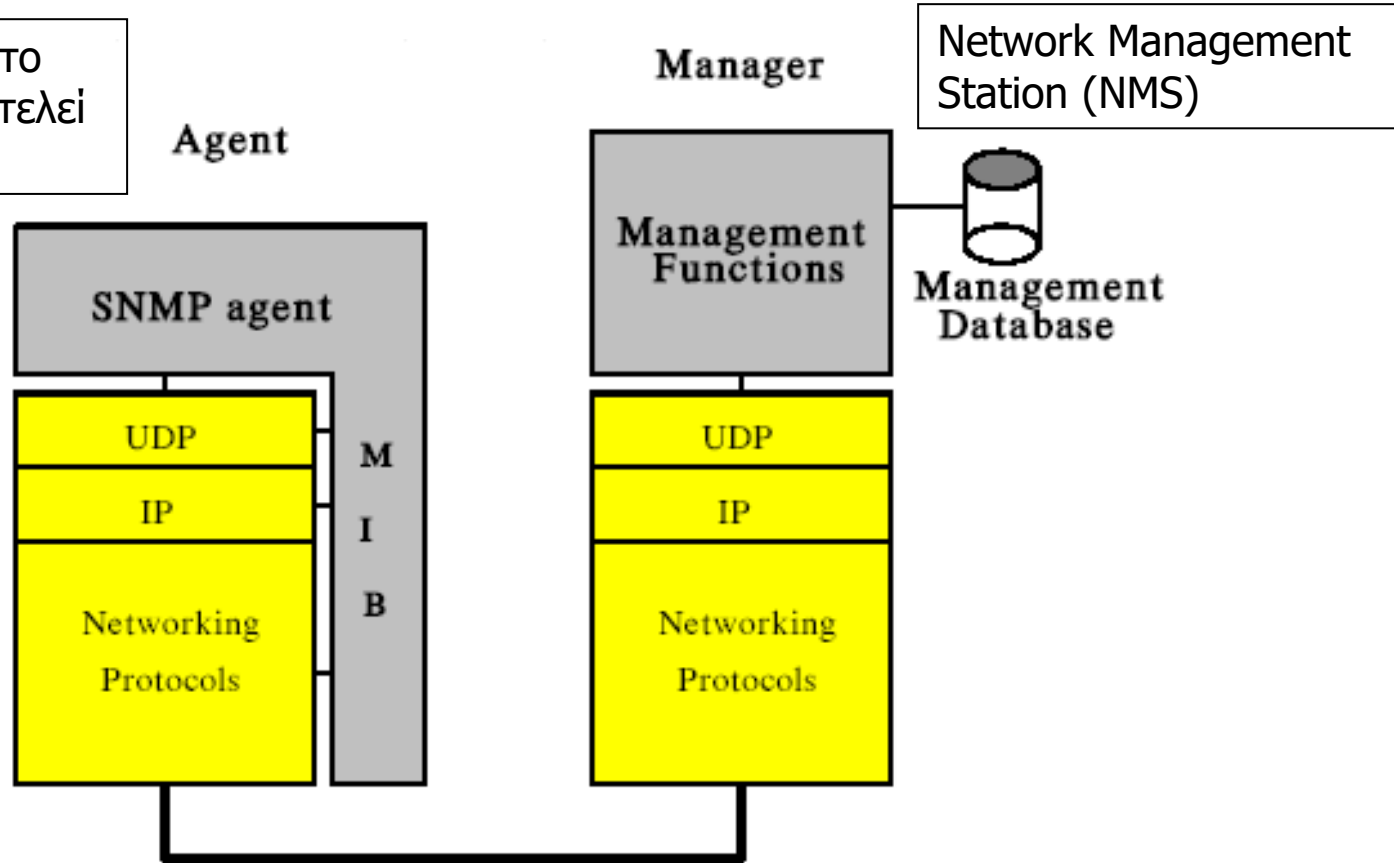 το
τελεί
Agent
SNMP agent
UDP
IP
Networking
Protocols
M
I
B
Manager
Network Management
Station (NMS)
Management
Functions
Management
Database
UDP
IP
Networking
Protocols